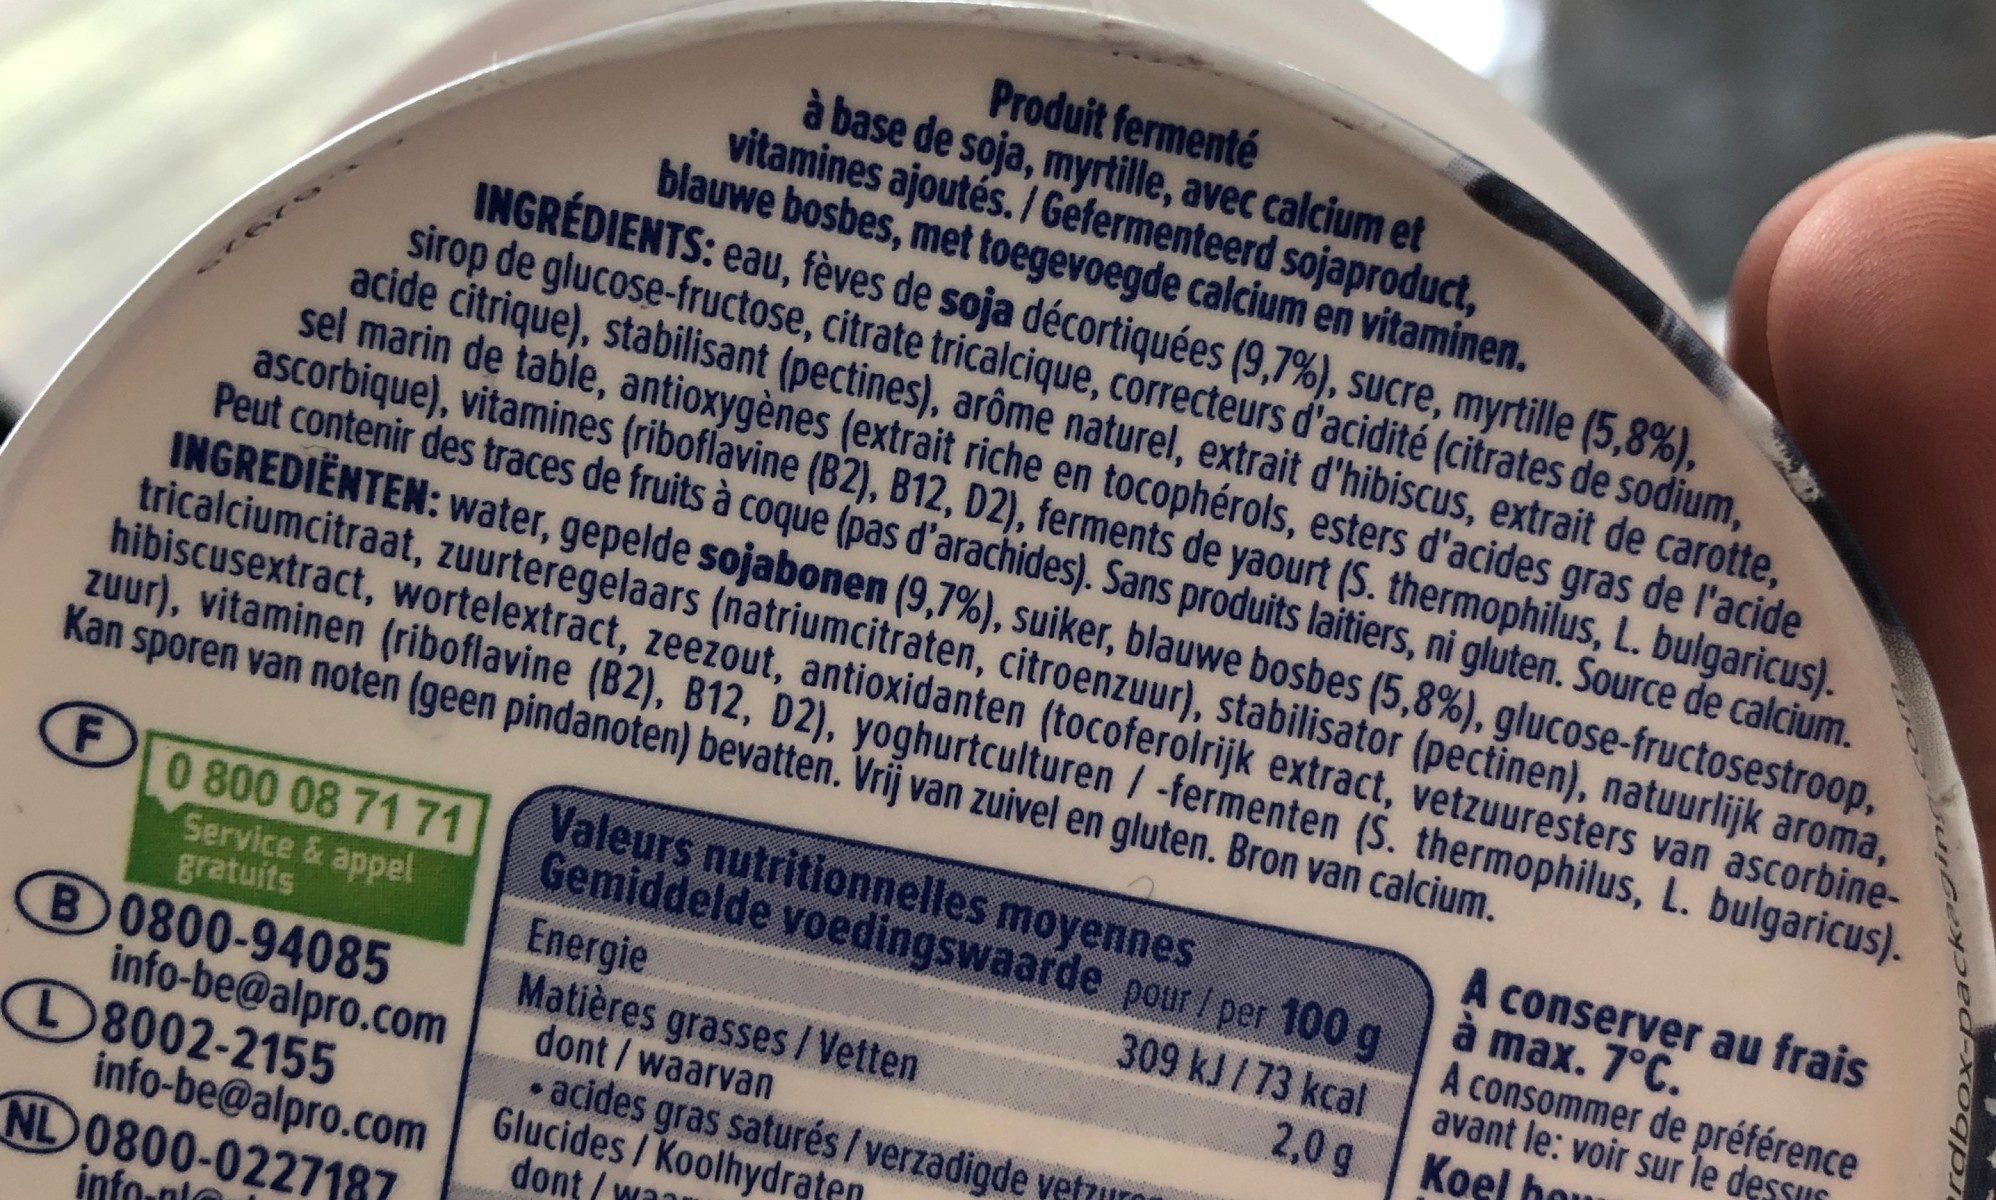 Produit fermenté
à base de soja, myrtille, avec calcium et
vitamines ajoutés. / Gefermenteerd sojaproduct,
blauwe bosbes, met toegevoegde calcium en vitaminen.
INGRÉDIENTS: eau, fèves de soja décortiquées (9,7%), sucre, myrtille (5,8%),
sirop de glucose-fructose, citrate tricalcique, correcteurs d'acidité (citrates de sodium,
acide citrique), stabilisant (pectines), arôme naturel, extrait d'hibiscus, extrait de carotte,
sel marin de table, antioxygènes (extrait riche en tocophérols, esters d'acides gras de l'acide
ascorbique), vitamines (riboflavine (B2), B12, D2), ferments de yaourt (S. thermophilus, L. bulgaricus).
Peut contenir des traces de fruits à coque (pas d'arachides). Sans produits laitiers, ni gluten. Source de calcium.
INGREDIËNTEN: water, gepelde sojabonen (9,7%), suiker, blauwe bosbes (5,8%), glucose-fructosestroop,
tricalciumcitraat, zuurteregelaars (natriumcitraten, citroenzuur), stabilisator (pectinen), natuurlijk aroma,
hibiscusextract, wortelextract, zeezout, antioxidanten (tocoferolrijk extract, vetzuuresters van ascorbine-
zuur), vitaminen (riboflavine (B2), B12, D2), yoghurtculturen / -fermenten (S. thermophilus, L. bulgaricus).
Kan sporen van noten (geen pindanoten) bevatten. Vrij van zuivel en gluten. Bron van calcium.
F
0 800 08 71 71
Service & appel
gratuits
B 0800-94085
info-be@alpro.com
L 8002-2155
info-be@alpro.com
NL 0800-0227187
Valeurs nutritionnelles moyennes
Gemiddelde voedingswaarde pour / per 100 g
Energie 309 kJ / 73 kcal
Matières grasses / Vetten 2,0 g
dont / waarvan
• acides gras saturés / verzadigde
Glucides / Koolhydraten
dont /
A conserver au frais
à max. 7°C.
A consommer de préférence
avant le: voir sur le dessus
Koel